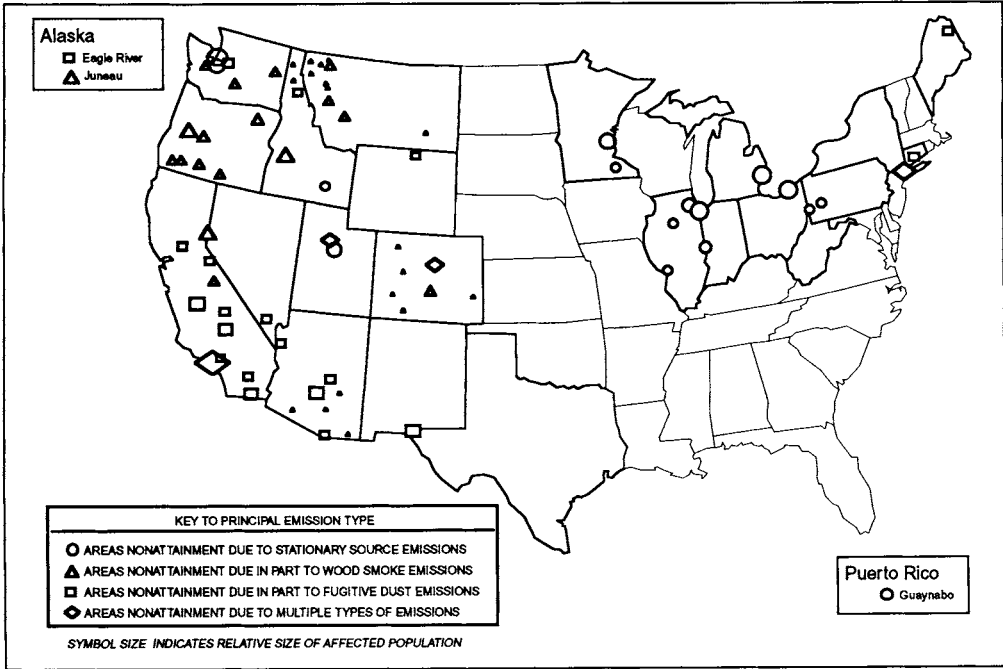 Alaska
Eagle River
Juneau
KEY TO PRINCIPAL EMISSION TYPE
AREAS NONATTAINMENT DUE TO STATIONARY SOURCE EMISSIONS
AREAS NONATTAINMENT DUE IN PART TO WOOD SMOKE EMISSIONS
AREAS NONATTAINMENT DUE IN PART TO FUGITIVE DUST EMISSIONS
AREAS NONATTAINMENT DUE TO MULTIPLE TYPES OF EMISSIONS
SYMBOL SIZE INDICATES RELATIVE SIZE OF AFFECTED POPULATION
Puerto Rico
Guaynabo